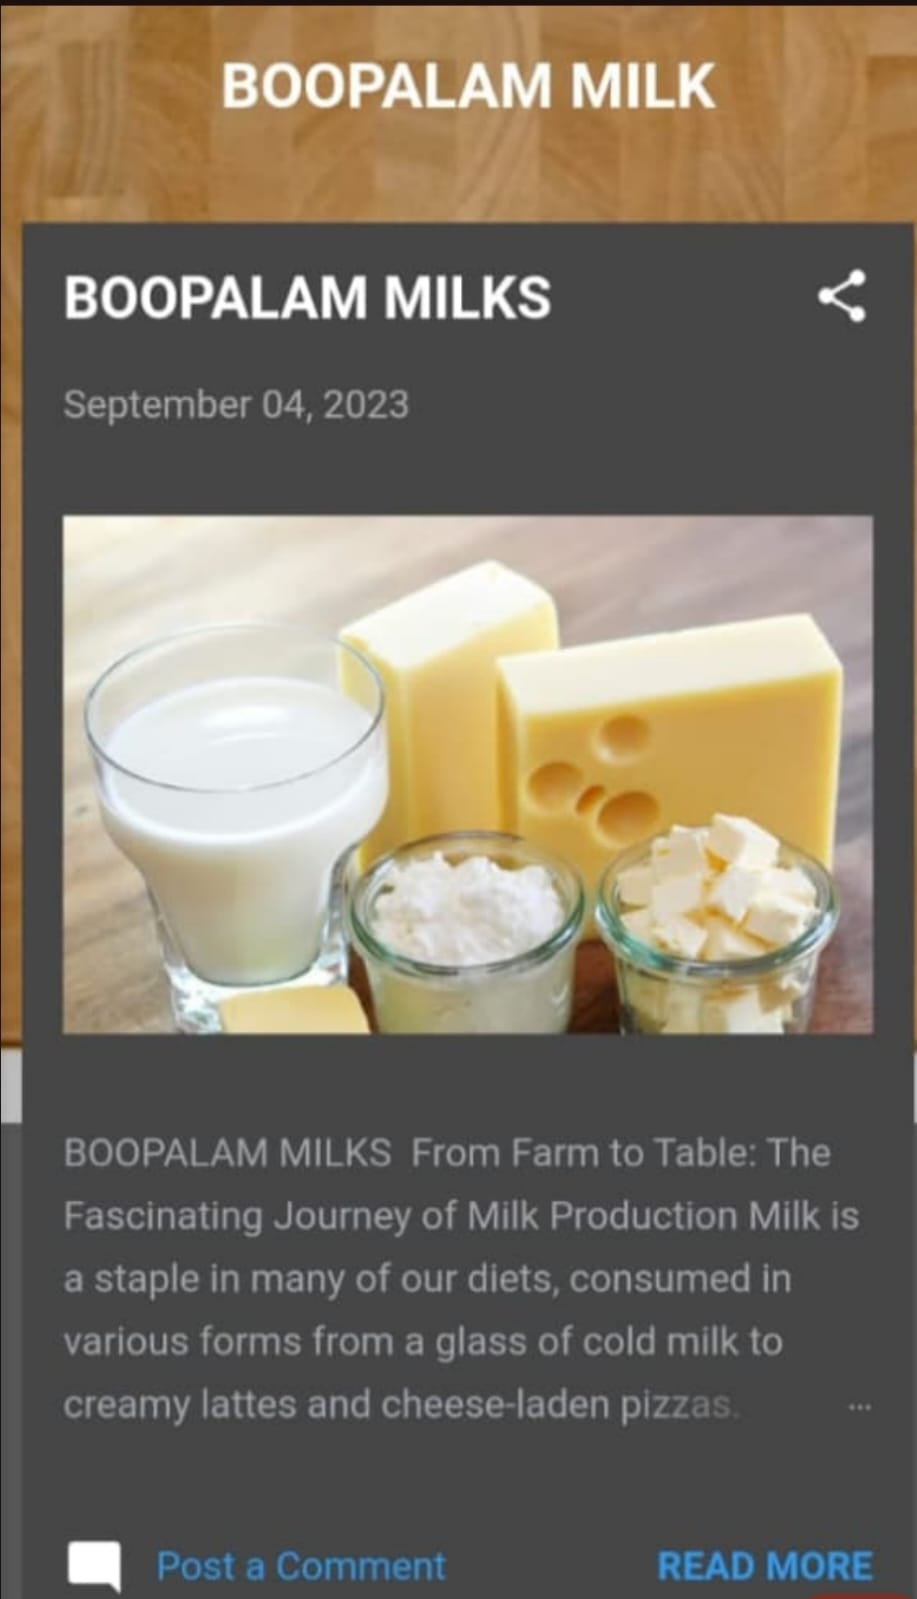 BOOPALAM MILK
BOOPALAM MILKS
September 04, 2023
BOOPALAM MILKS From Farm to Table: The
Fascinating Journey of Milk Production Milk is
a staple in many of our diets, consumed in
various forms from a glass of cold milk to
creamy lattes and cheese-laden pizzas. ...
Post a Comment
READ MORE